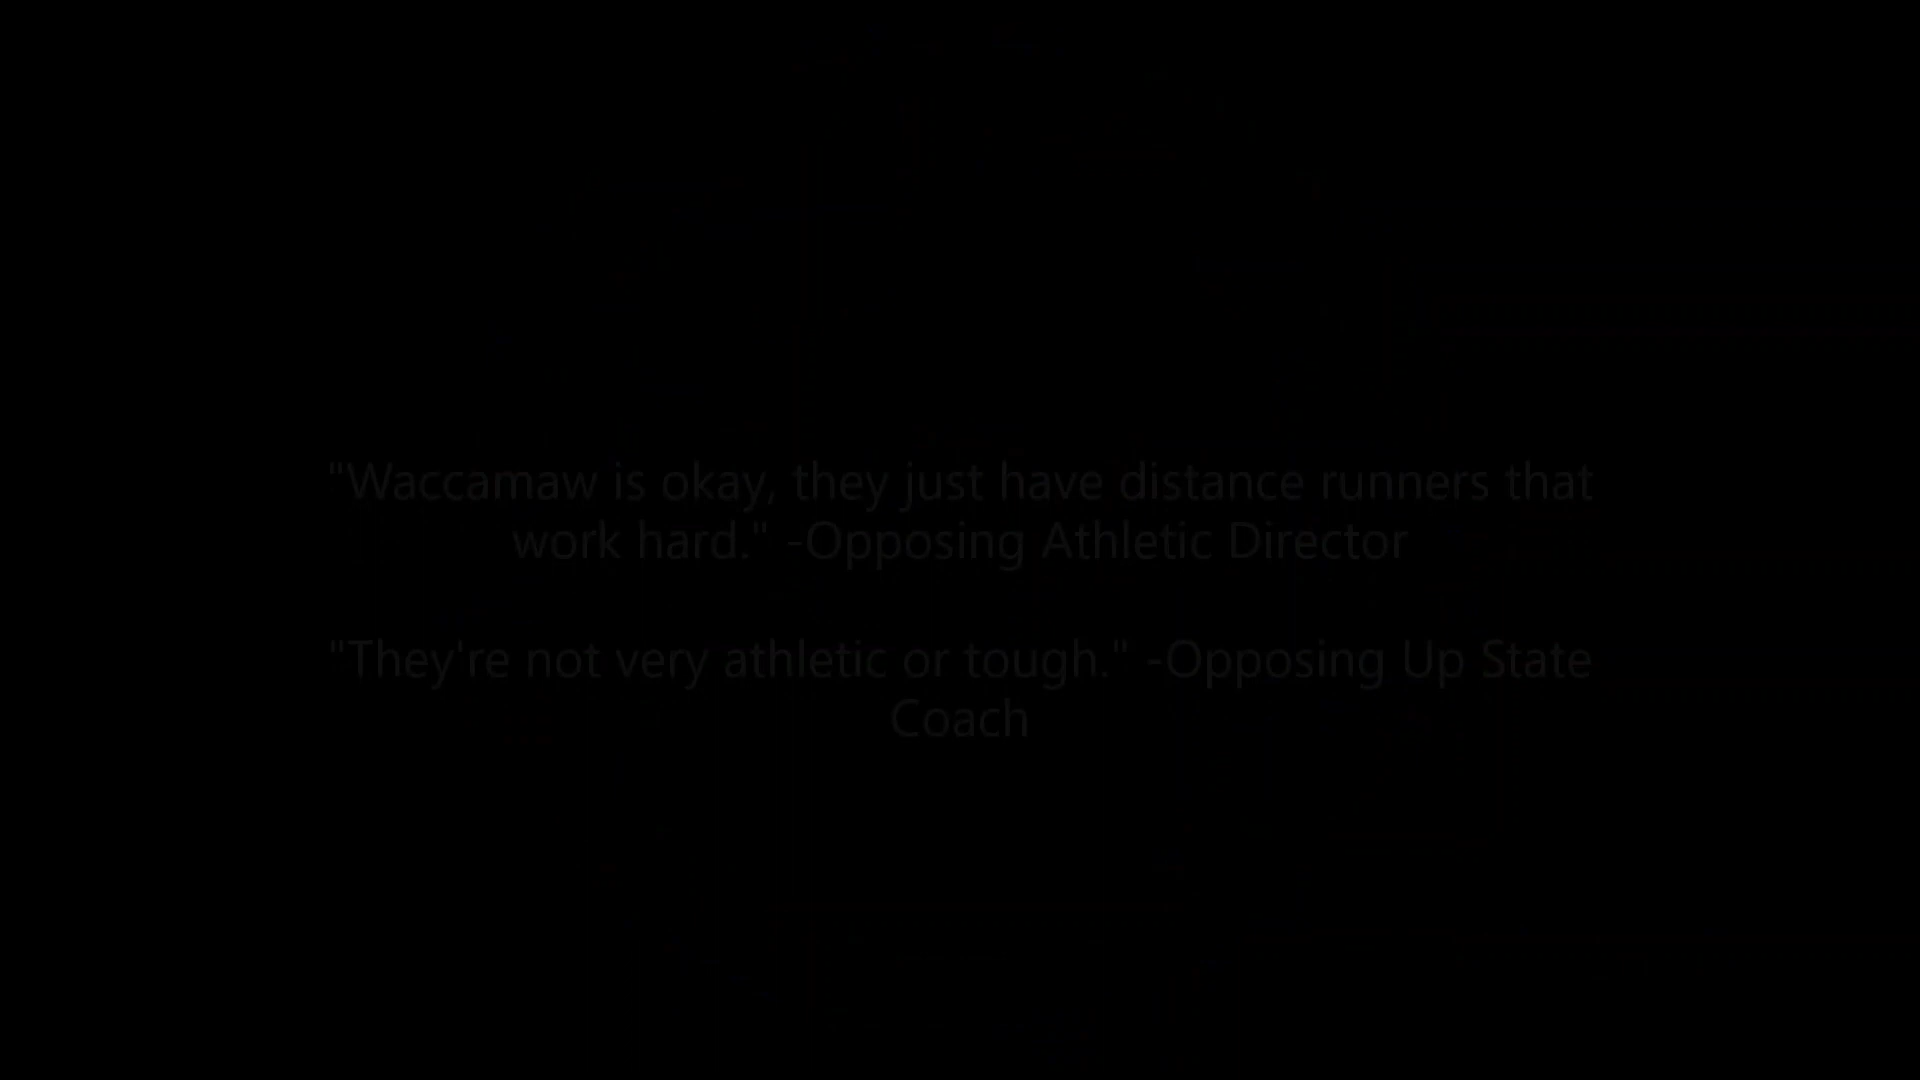 "Waccamaw is okay, they just have distance runners that
work hard." -Opposing Athletic Director
"They're not very athletic or tough." -Opposing Up State
Coach